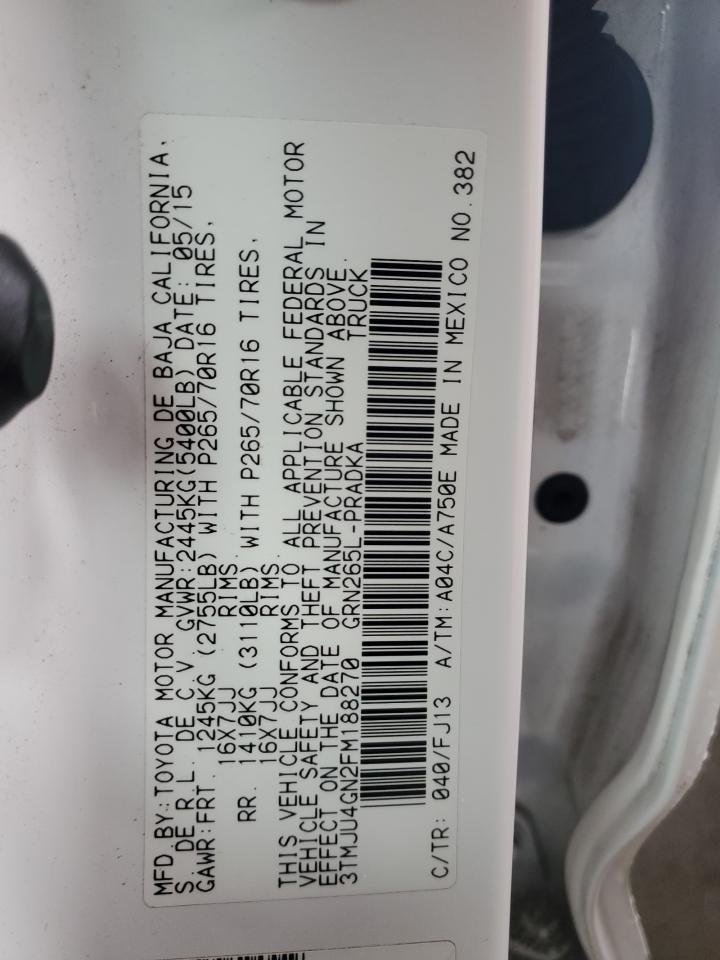 MFD.BY:TOYOTA MOTOR MANUFACTURING DE BAJA CALIFORNIA,
S. DE R.L. DE C.V. GVWR:2445KG(5400LB) DATE: 05/15
GAWR:FRT. 1245KG (2755LB) WITH P265/70R16 TIRES,
16X7JJ RIMS.
RR. 1410KG (3110LB) WITH P265/70R16 TIRES,
16X7JJ RIMS.
THIS VEHICLE CONFORMS TO ALL APPLICABLE FEDERAL MOTOR
VEHICLE SAFETY AND THEFT PREVENTION STANDARDS IN
EFFECT ON THE DATE OF MANUFACTURE SHOWN ABOVE.
3TMJU4GN2FM188270 GRN265L-PRADKA TRUCK
C/TR: 040/FJ13 A/TM:A04C/A750E MADE IN MEXICO NO.382